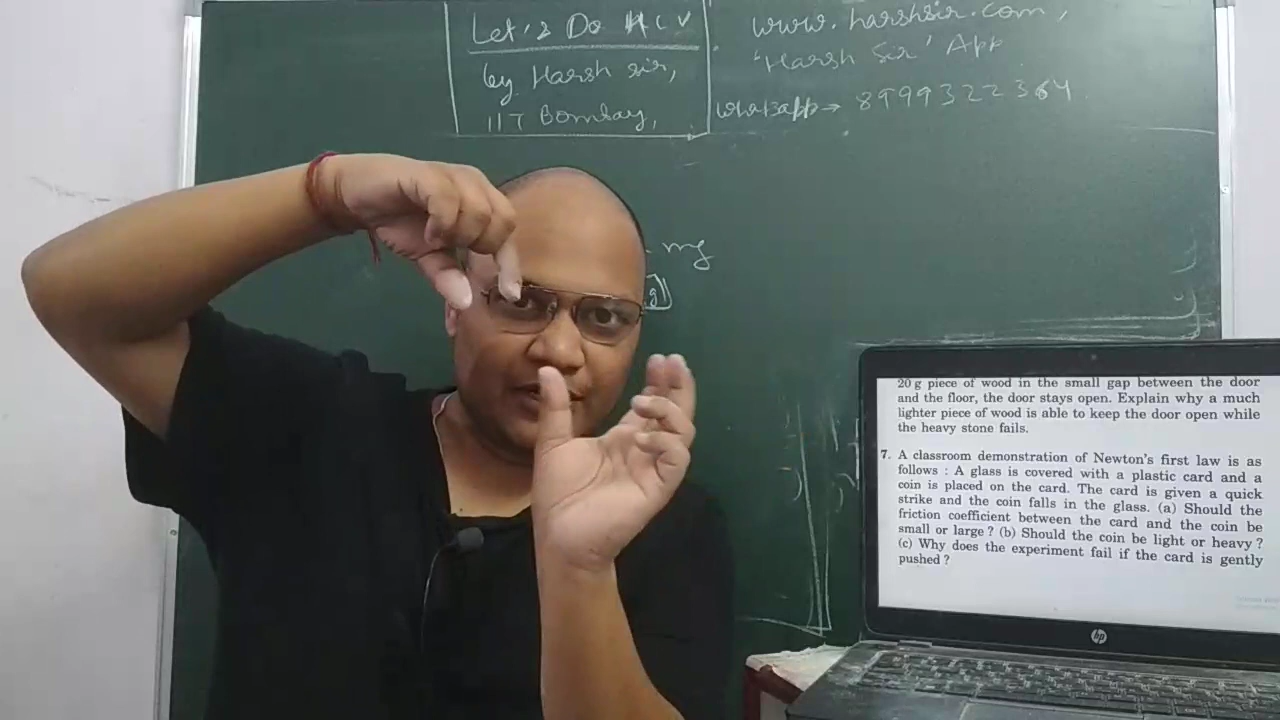 Let's Do HCV
by Harsh sir,
IIT Bombay,
www.harshsir.com,
'Harsh Sir' App
whatsapp → 8999322364
mg
20 g piece of wood in the small gap between the door
and the floor, the door stays open. Explain why a much
lighter piece of wood is able to keep the door open while
the heavy stone fails.
7. A classroom demonstration of Newton's first law is as
follows : A glass is covered with a plastic card and a
coin is placed on the card. The card is given a quick
strike and the coin falls in the glass. (a) Should the
friction coefficient between the card and the coin be
small or large ? (b) Should the coin be light or heavy ?
(c) Why does the experiment fail if the card is gently
pushed ?
hp